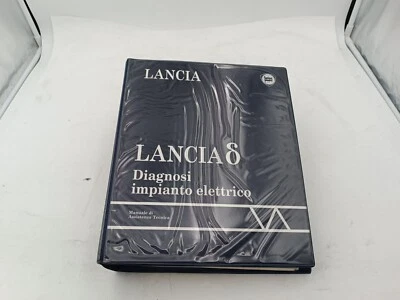 LANCIA
LANCIA δ
Diagnosi
impianto elettrico
Manuale di
Assistenza Tecnica